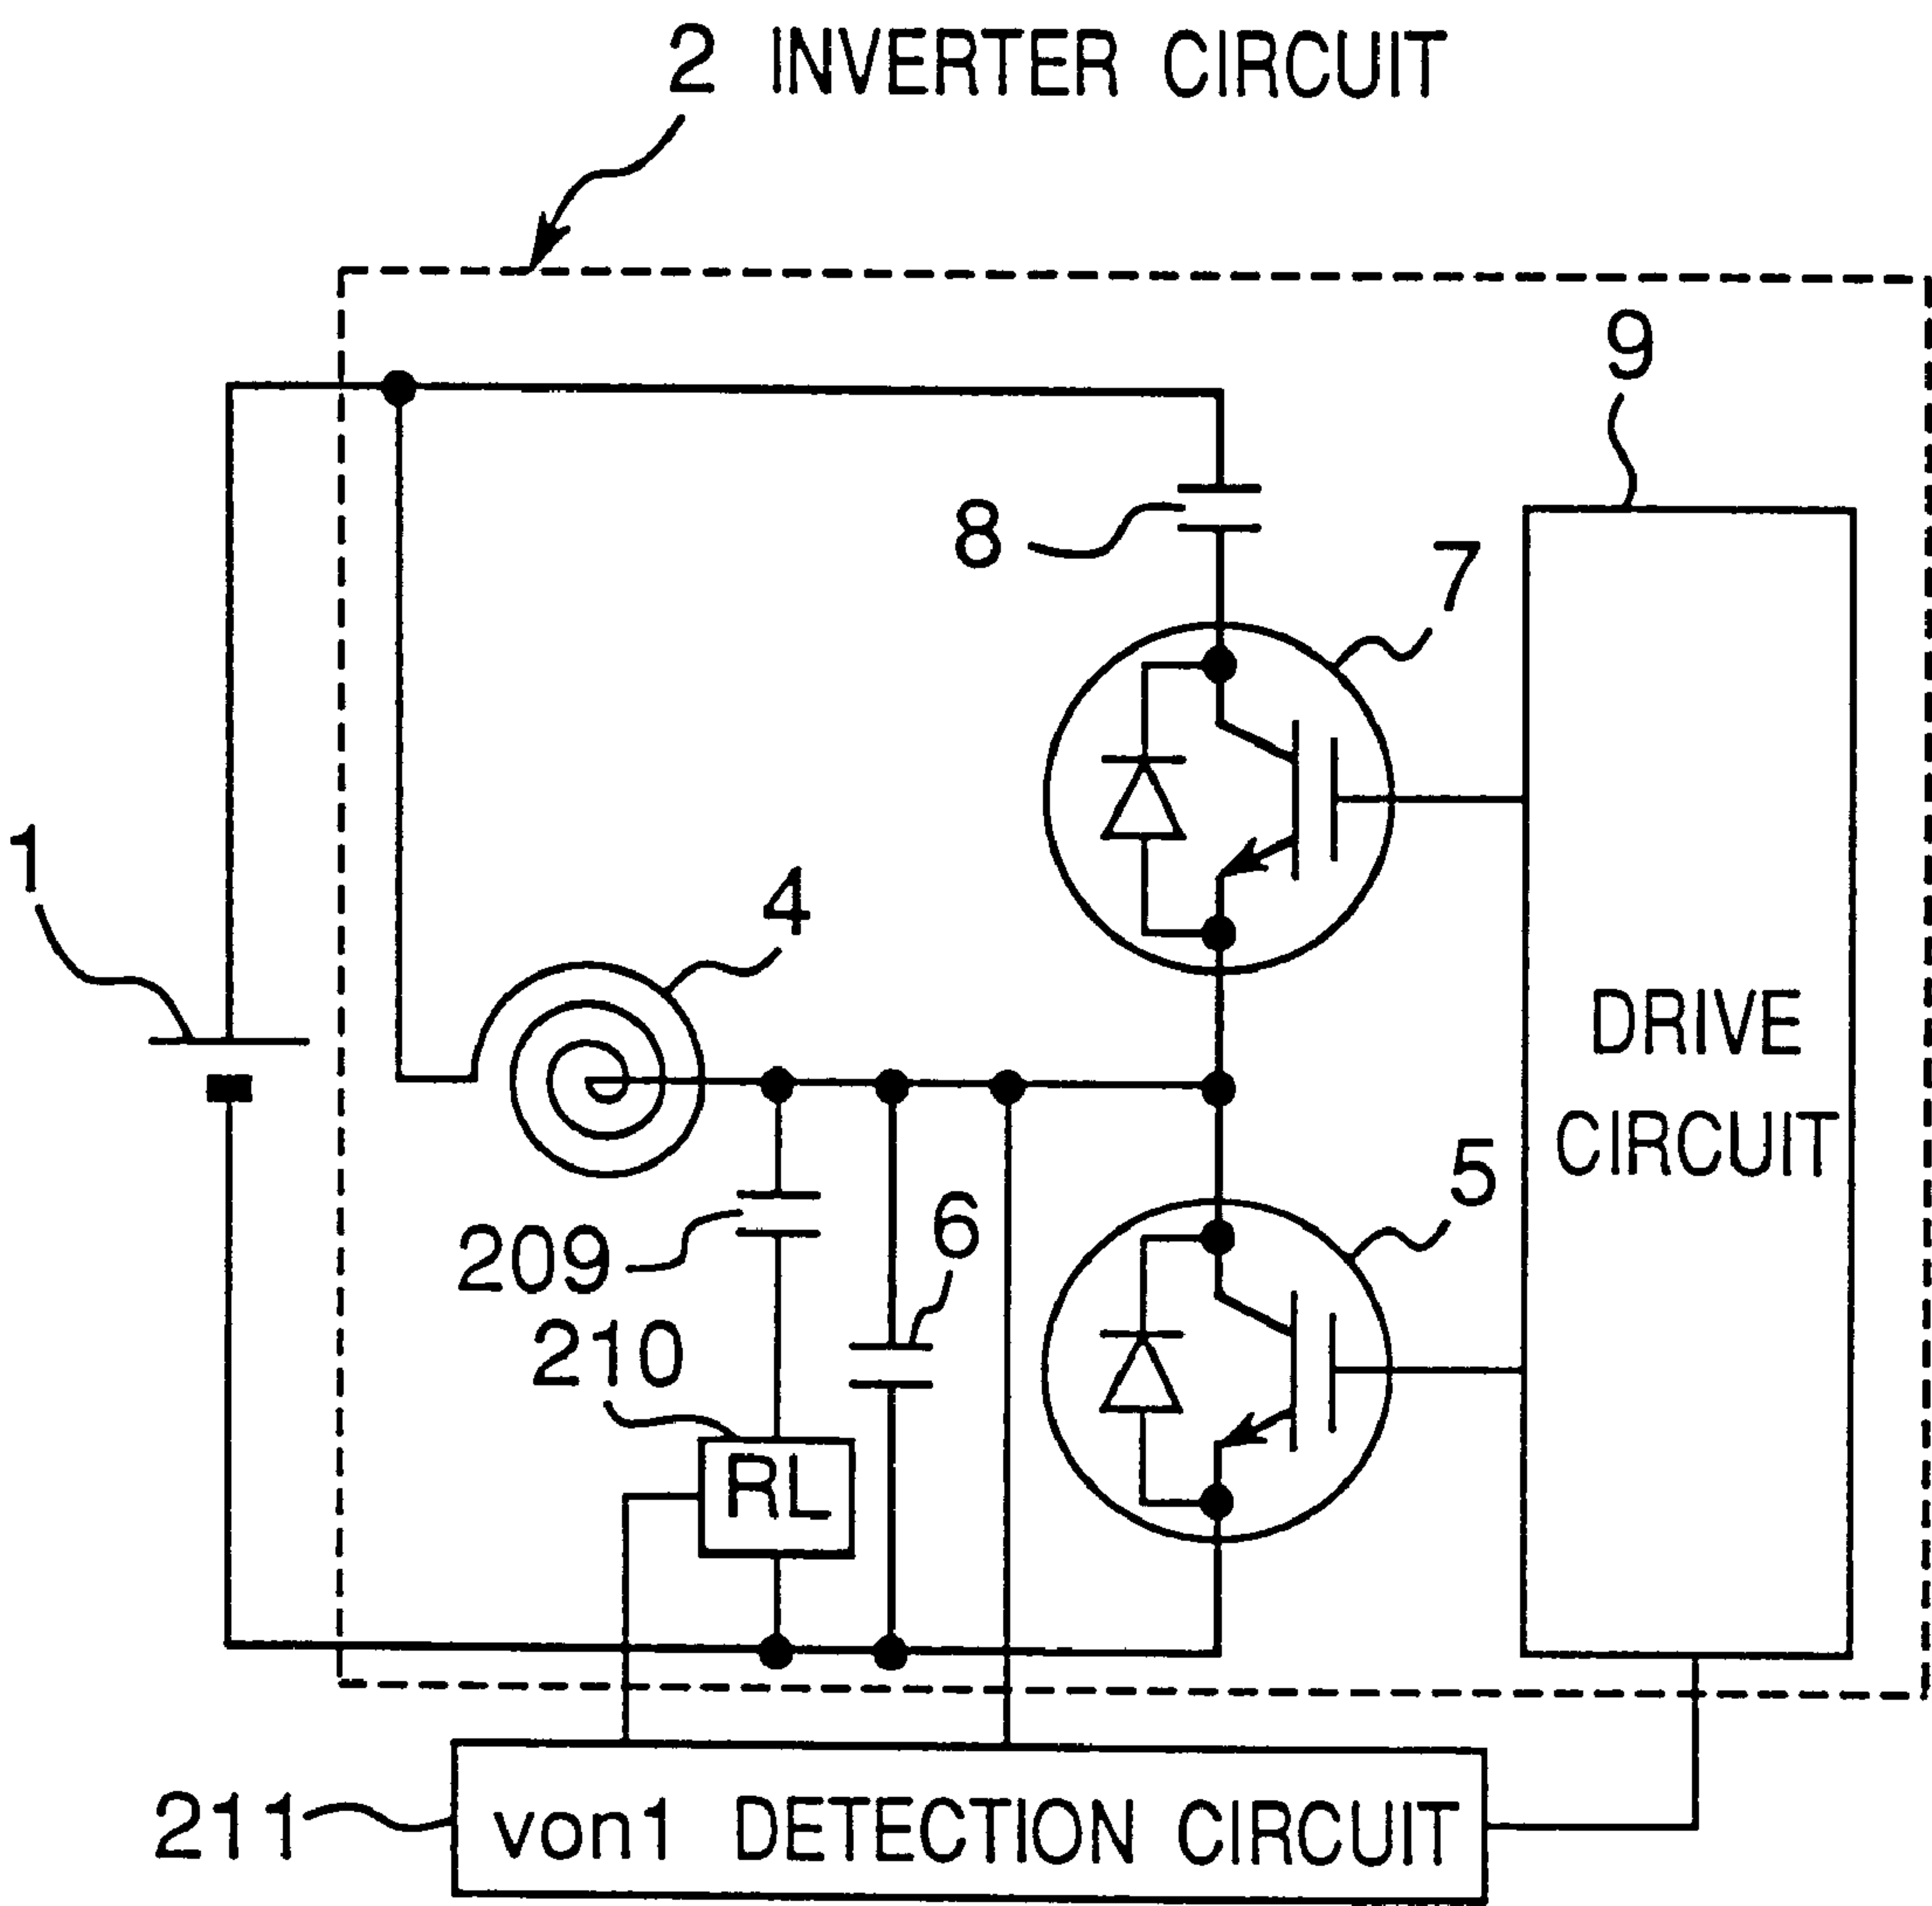 2 INVERTER CIRCUIT
9
8
7
1
4
DRIVE
CIRCUIT
5
6
209
210
RL
211
von1 DETECTION CIRCUIT